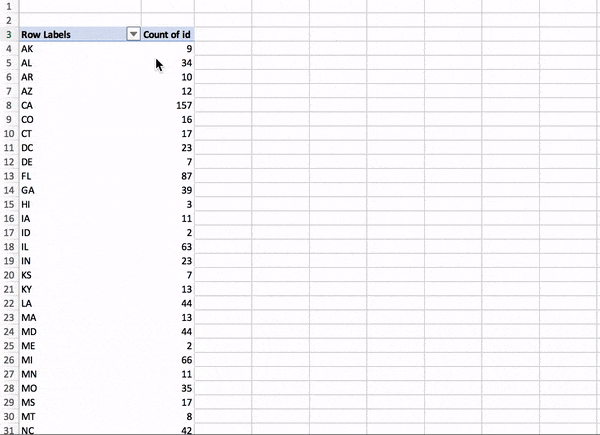 1
2
3 Row Labels Count of id
4 AK 9
5 AL 34
6 AR 10
7 AZ 12
8 CA 157
9 CO 16
10 CT 17
11 DC 23
12 DE 7
13 FL 87
14 GA 39
15 HI 3
16 IA 11
17 ID 2
18 IL 63
19 IN 23
20 KS 7
21 KY 13
22 LA 44
23 MA 13
24 MD 44
25 ME 2
26 MI 66
27 MN 11
28 MO 35
29 MS 17
30 MT 8
31 NC 42